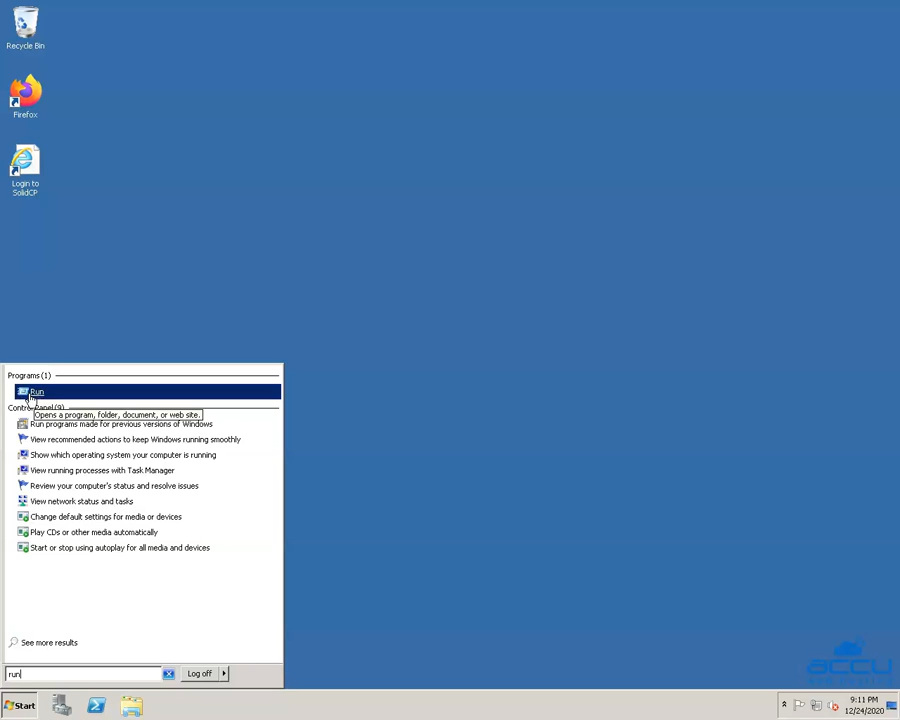 Recycle Bin
Firefox
Login to
SolidCP
Programs (1)
Run
Control Panel (9)
Opens a program, folder, document, or web site.
Run programs made for previous versions of Windows
View recommended actions to keep Windows running smoothly
Show which operating system your computer is running
View running processes with Task Manager
Review your computer's status and resolve issues
View network status and tasks
Change default settings for media or devices
Play CDs or other media automatically
Start or stop using autoplay for all media and devices
See more results
run
Log off
accu
Start
9:11 PM
12/24/2020